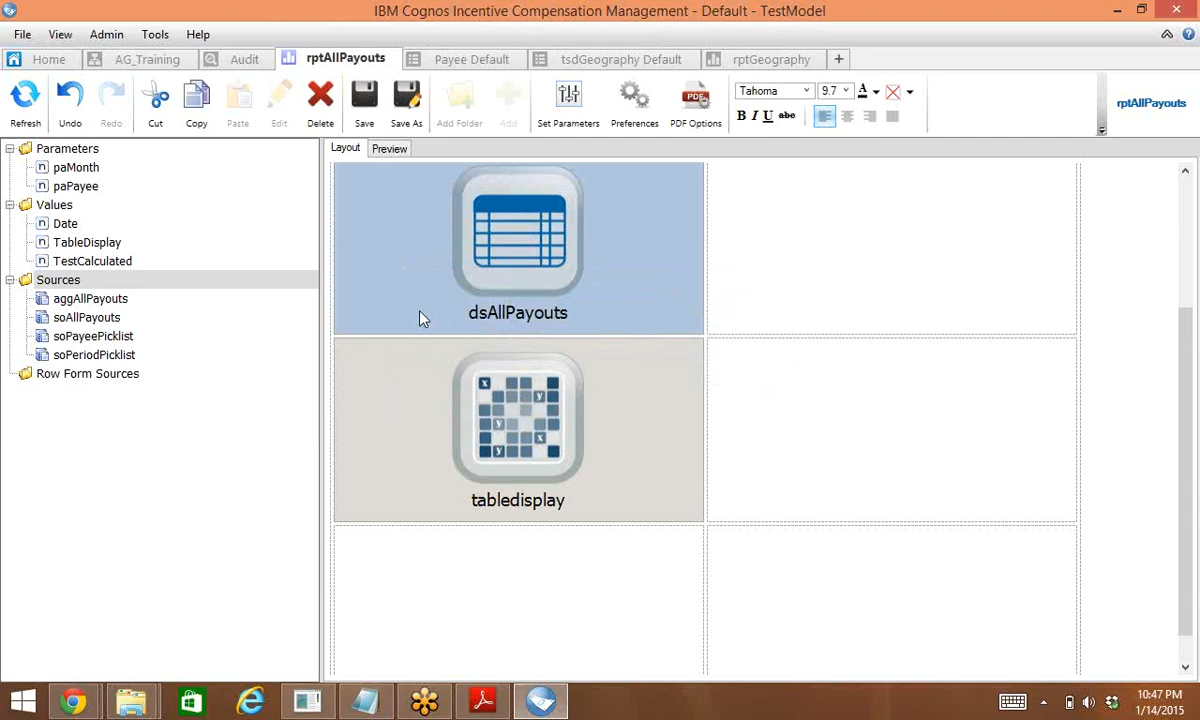 IBM Cognos Incentive Compensation Management - Default - TestModel
File View Admin Tools Help
Home AG_Training Audit rptAllPayouts Payee Default tsdGeography Default rptGeography +
Refresh Undo Redo Cut Copy Paste Edit Delete Save Save As Add Folder Add Set Parameters Preferences PDF PDF Options
Tahoma 9.7 A
B I U abc
rptAllPayouts
Parameters
paMonth
paPayee
Values
Date
TableDisplay
TestCalculated
Sources
aggAllPayouts
soAllPayouts
soPayeePicklist
soPeriodPicklist
Row Form Sources
Layout Preview
dsAllPayouts
x
y
y
x
y
tabledisplay
10:47 PM
1/14/2015